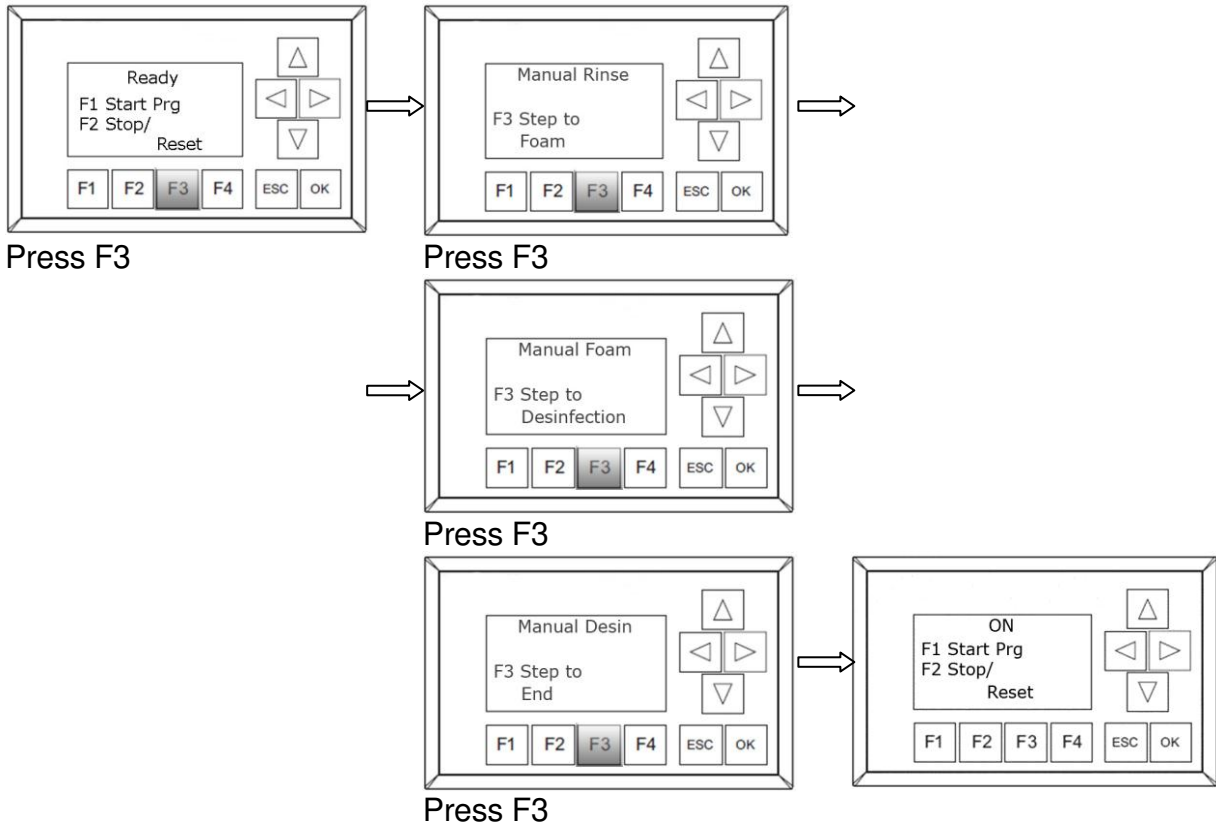 Ready
F1 Start Prg
F2 Stop/
Reset
F1 F2 F3 F4 ESC OK
Press F3
Manual Rinse
F3 Step to
Foam
F1 F2 F3 F4 ESC OK
Press F3
Manual Foam
F3 Step to
Desinfection
F1 F2 F3 F4 ESC OK
Press F3
Manual Desin
F3 Step to
End
F1 F2 F3 F4 ESC OK
Press F3
ON
F1 Start Prg
F2 Stop/
Reset
F1 F2 F3 F4 ESC OK